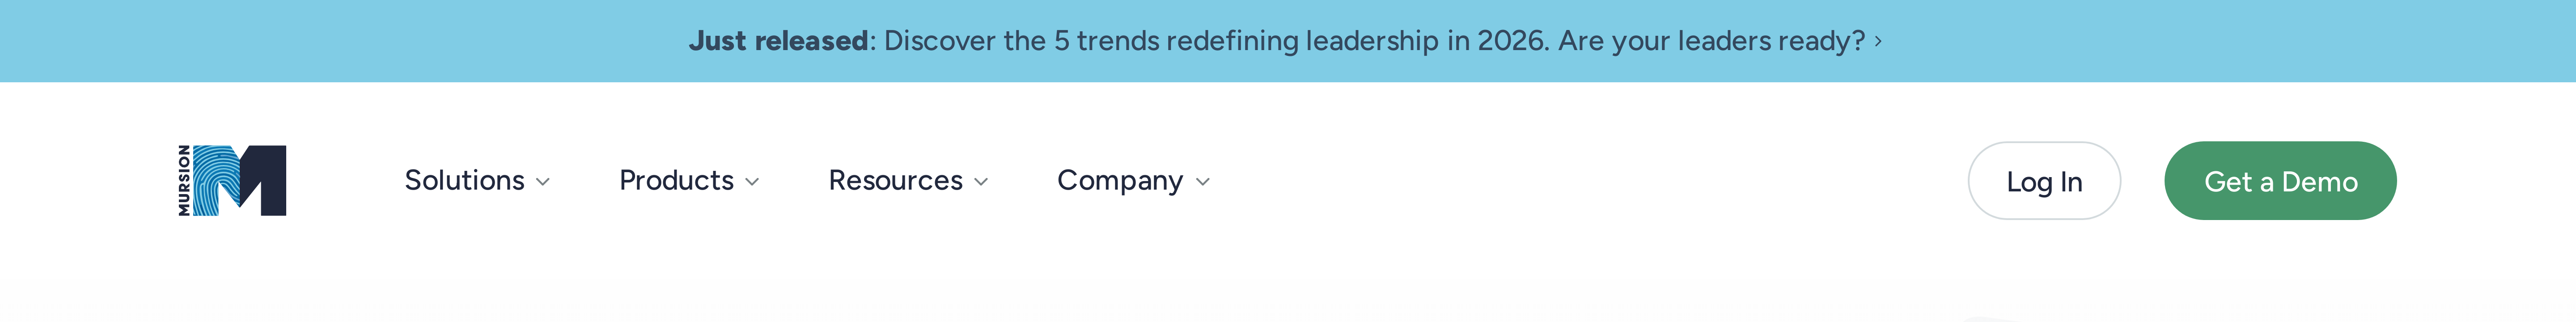 Just released: Discover the 5 trends redefining leadership in 2026. Are your leaders ready? ›
MURSION
Solutions
Products
Resources
Company
Log In
Get a Demo